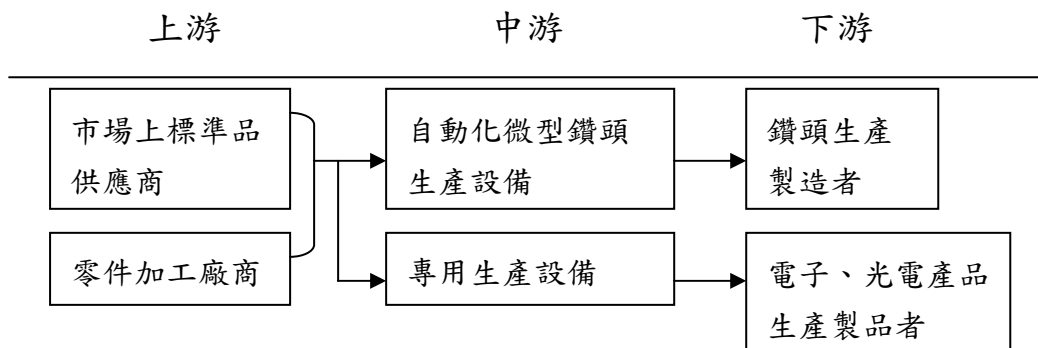 上游 中游 下游
市場上標準品
供應商
自動化微型鑽頭
生產設備
鑽頭生產
製造者
零件加工廠商
專用生產設備
電子、光電產品
生產製品者